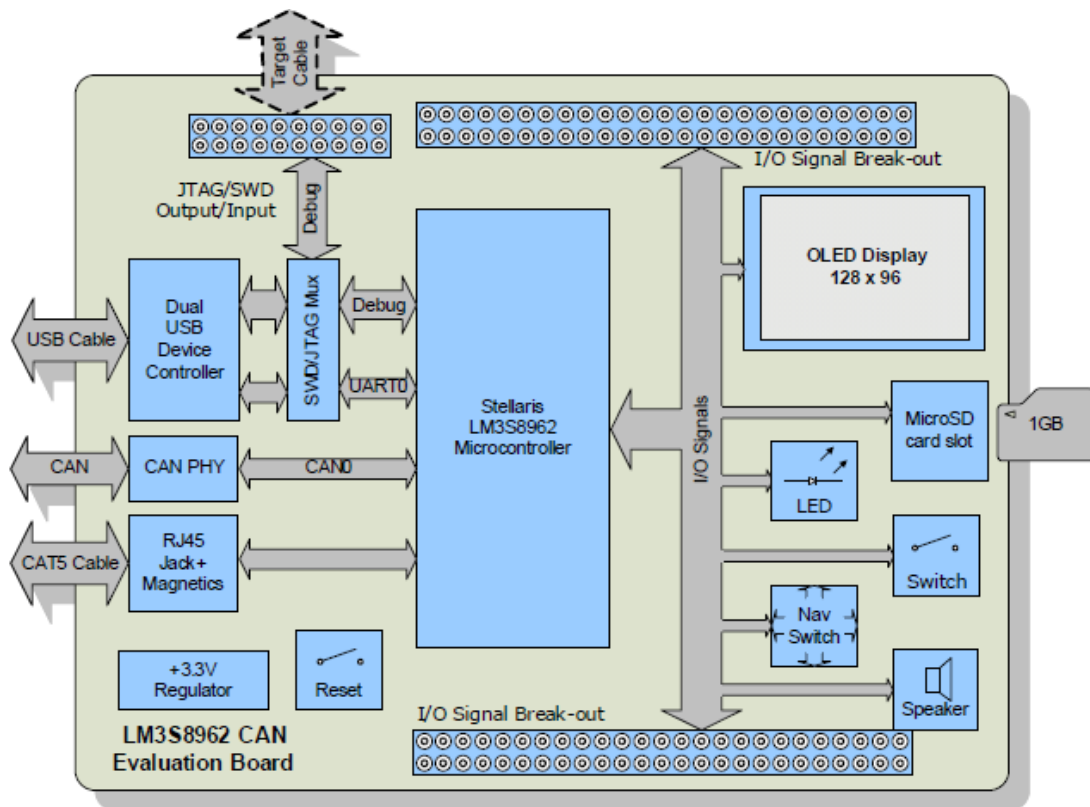 Target
Cable
I/O Signal Break-out
JTAG/SWD
Output/Input
Debug
OLED Display
128 x 96
Dual
USB
Device
Controller
USB Cable
SWD/JTAG Mux
Debug
UART0
Stellaris
LM3S8962
Microcontroller
I/O Signals
MicroSD
card slot
1GB
CAN
CAN PHY
CAN0
LED
CAT5 Cable
RJ45
Jack+
Magnetics
Switch
Nav
Switch
+3.3V
Regulator
Reset
Speaker
I/O Signal Break-out
LM3S8962 CAN
Evaluation Board